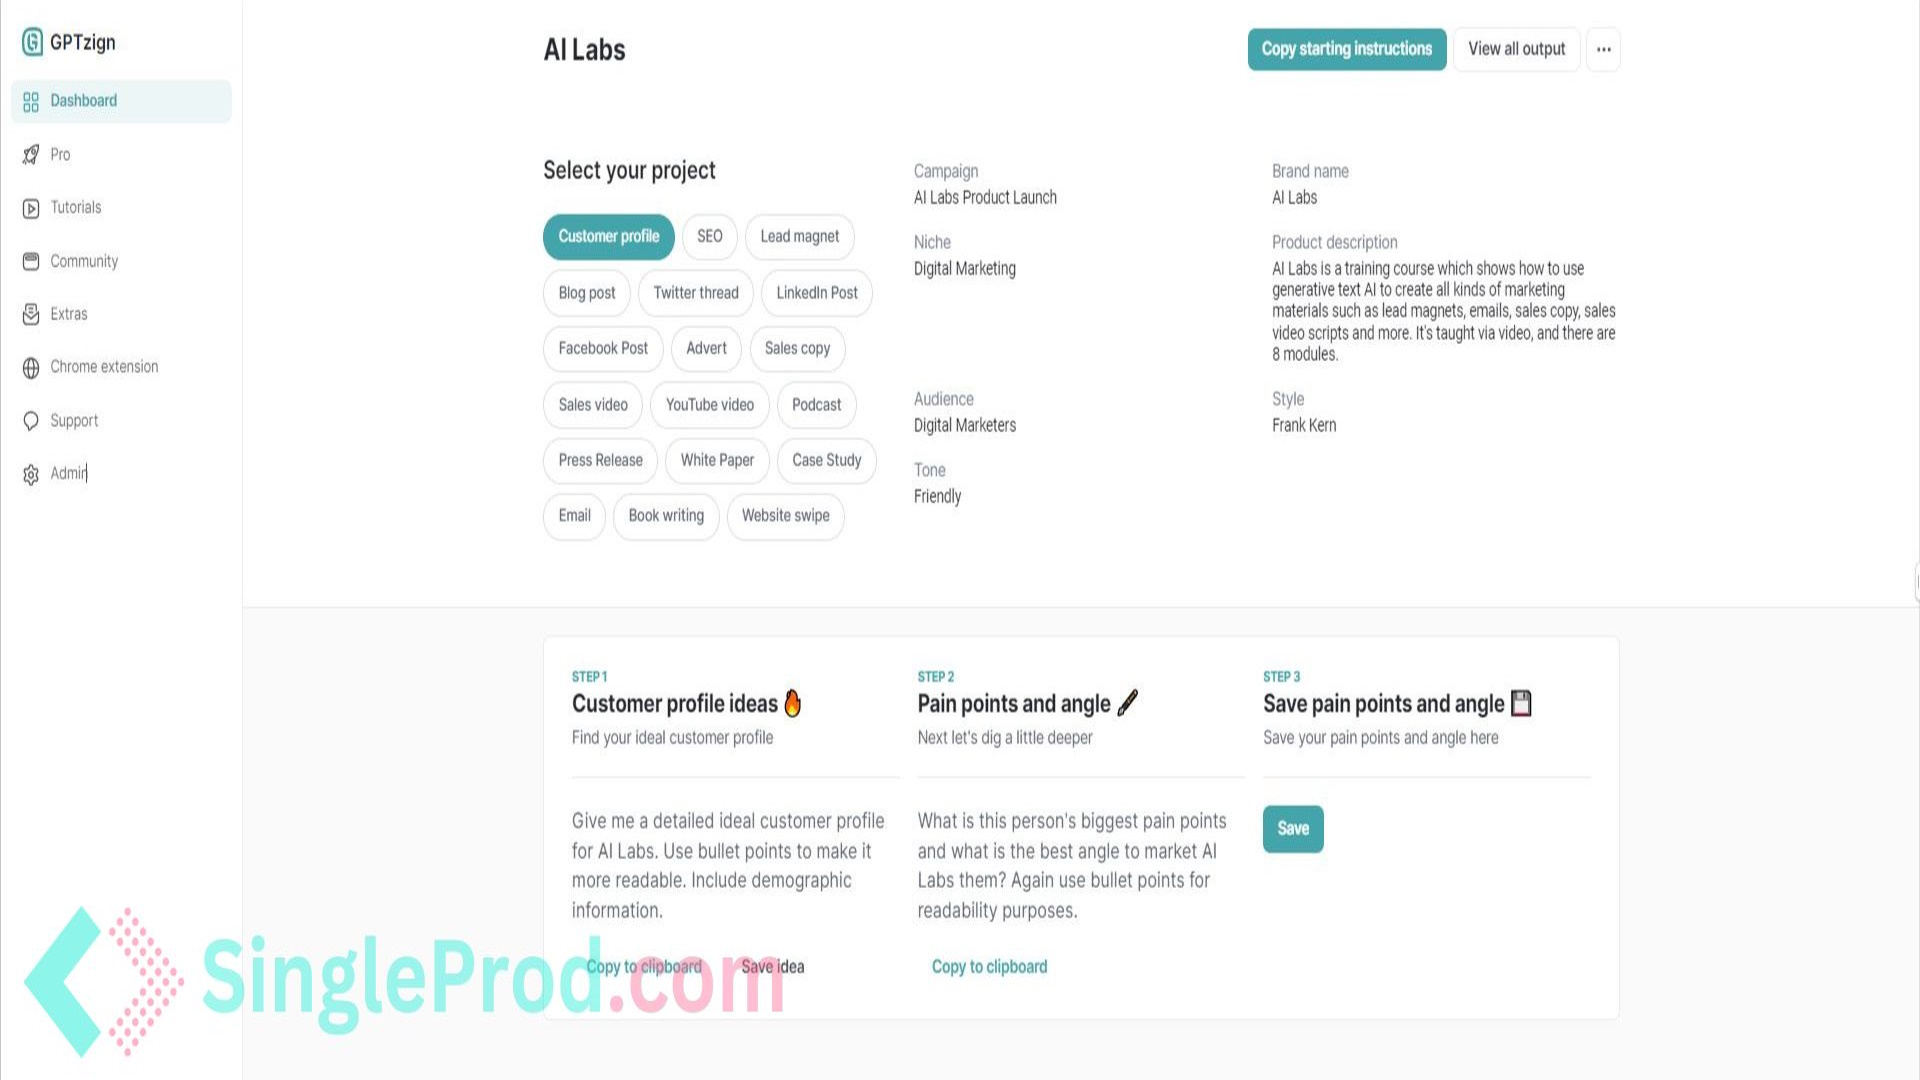 GPTzign
Dashboard
Pro
Tutorials
Community
Extras
Chrome extension
Support
Admin
AI Labs
Copy starting instructions
View all output
Select your project
Customer profile
SEO
Lead magnet
Blog post
Twitter thread
LinkedIn Post
Facebook Post
Advert
Sales copy
Sales video
YouTube video
Podcast
Press Release
White Paper
Case Study
Email
Book writing
Website swipe
Campaign
AI Labs Product Launch
Niche
Digital Marketing
Audience
Digital Marketers
Tone
Friendly
Brand name
AI Labs
Product description
AI Labs is a training course which shows how to use
generative text AI to create all kinds of marketing
materials such as lead magnets, emails, sales copy, sales
video scripts and more. It's taught via video, and there are
8 modules.
Style
Frank Kern
STEP 1
Customer profile ideas
Find your ideal customer profile
Give me a detailed ideal customer profile
for AI Labs. Use bullet points to make it
more readable. Include demographic
information.
Copy to clipboard
Save idea
STEP 2
Pain points and angle
Next let's dig a little deeper
What is this person's biggest pain points
and what is the best angle to market AI
Labs them? Again use bullet points for
readability purposes.
Copy to clipboard
STEP 3
Save pain points and angle
Save your pain points and angle here
Save
SingleProd.com